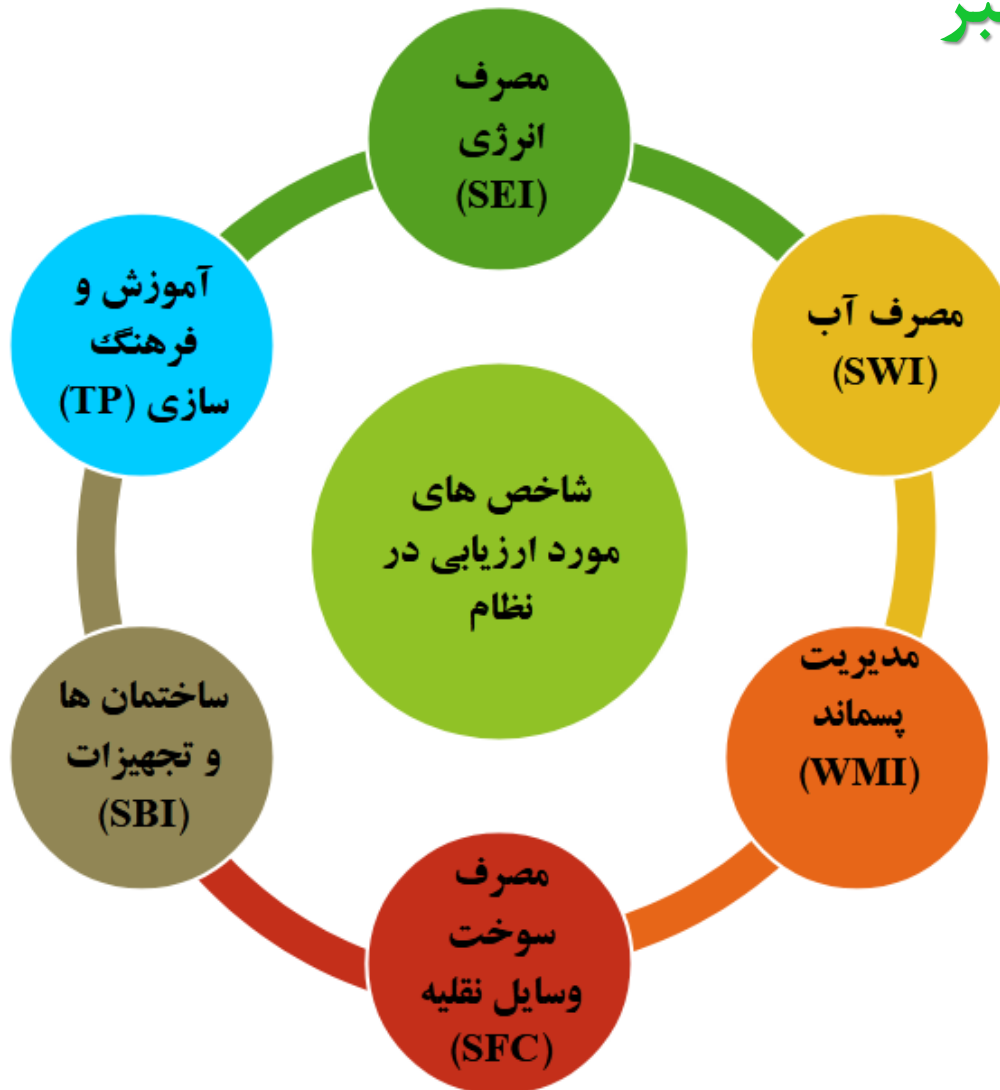 شاخص های
مورد ارزیابی در
نظام
مصرف
انرژی
(SEI)
مصرف آب
(SWI)
مدیریت
پسماند
(WMI)
مصرف
سوخت
وسایل نقلیه
(SFC)
ساختمان ها
و تجهیزات
(SBI)
آموزش و
فرهنگ
سازی (TP)